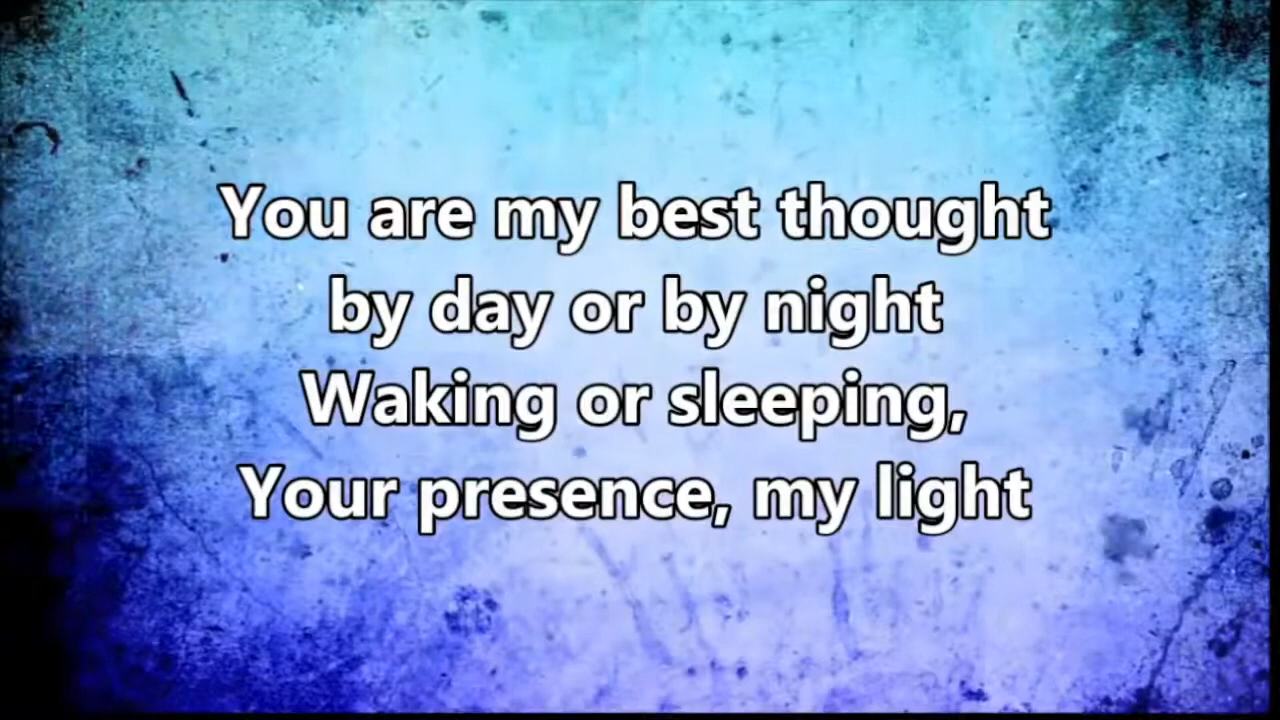 You are my best thought
by day or by night
Waking or sleeping,
Your presence, my light